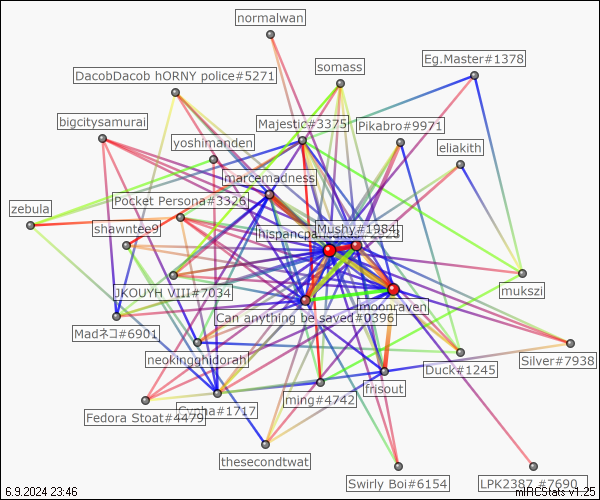 normalwan
somass
Eg.Master#1378
DacobDacob hORNY police#5271
bigcitysamurai
Majestic#3375
Pikabro#9971
yoshimanden
eliakith
marcemadness
Pocket Persona#3326
zebula
shawntee9
Mushy#1984
JKOUYH VIII#7034
moonraven
mukszi
Can anything be sayed#0396
Madネコ#6901
neokingghidorah
Silver#7938
Duck#1245
frisout
ming#4742
Fedora Stoat#4479
Cynha#1717
thesecondtwat
Swirly Boi#6154
LPK2387 #7690
6.9.2024 23:46
mIRCStats v1.25